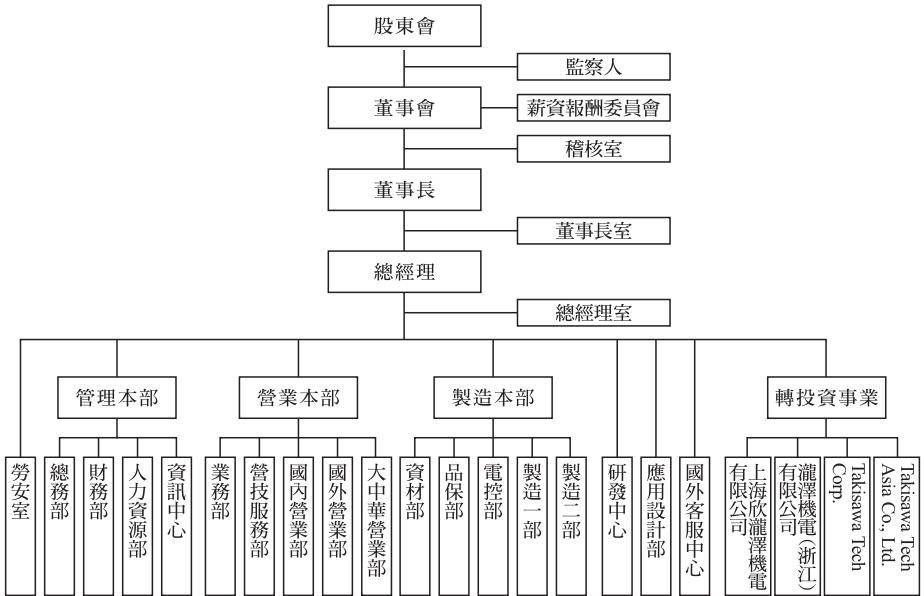 股東會
監察人
董事會
薪資報酬委員會
稽核室
董事長
董事長室
總經理
總經理室
管理本部
營業本部
製造本部
轉投資事業
勞安室
總務部
財務部
人力資源部
資訊中心
業務部
營技服務部
國內營業部
國外營業部
大中華營業部
資材部
品保部
電控部
製造一部
製造二部
研發中心
應用設計部
國外客服中心
上海欣瀧澤機電
有限公司
瀧澤機電（浙江）
有限公司
Takisawa Tech
Corp.
Takisawa Tech
Asia Co., Ltd.